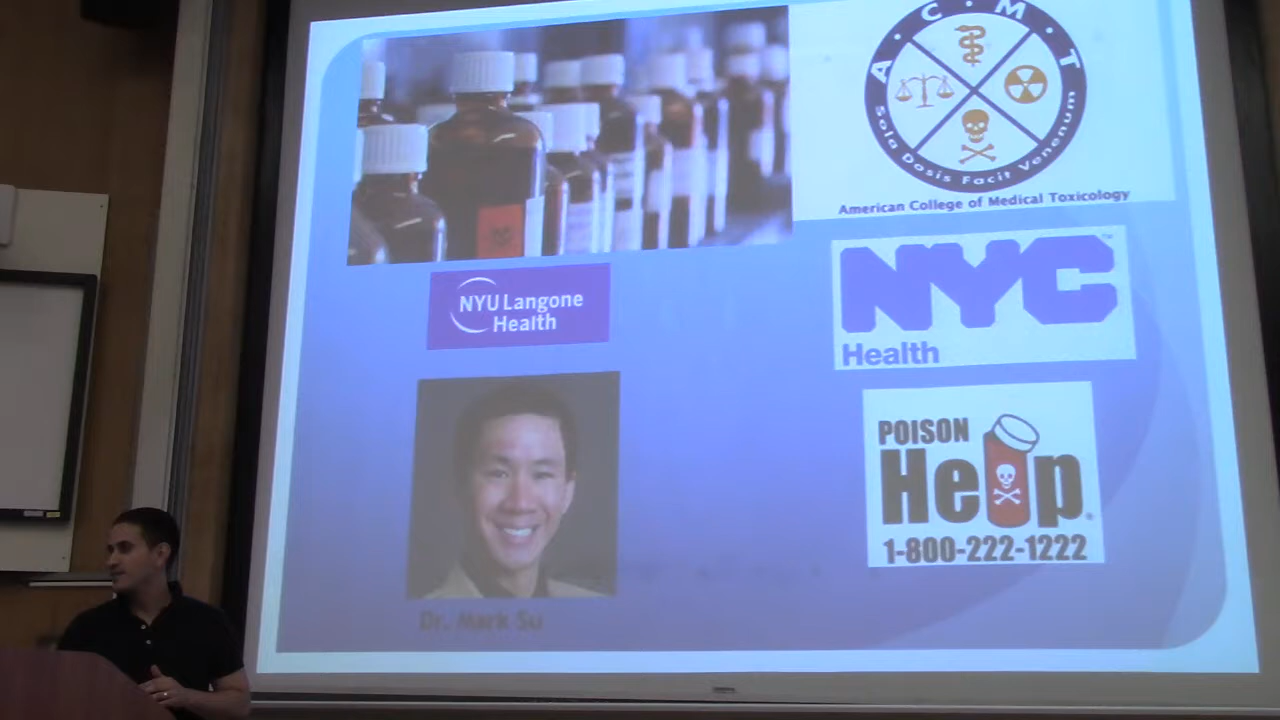 A · C · M · T
Sola Dosis Facit Venenum
American College of Medical Toxicology
NYU Langone
Health
NYC
Health
POISON
Help
1-800-222-1222
Dr. Mark Su